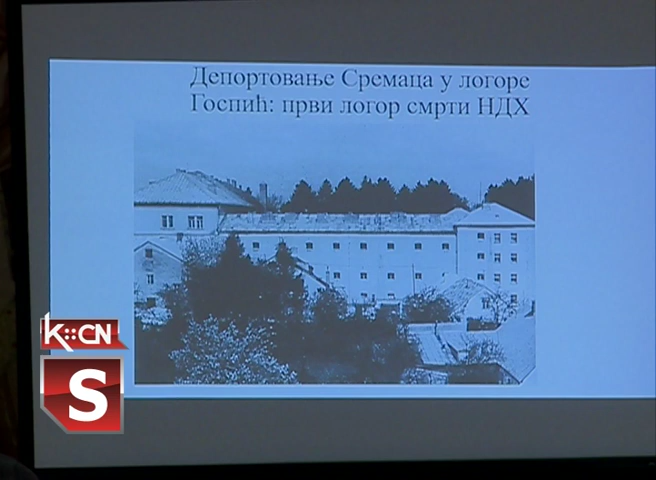 Депортовање Сремаца у логоре
Госпић: први логор смрти НДХ
K::CN
S